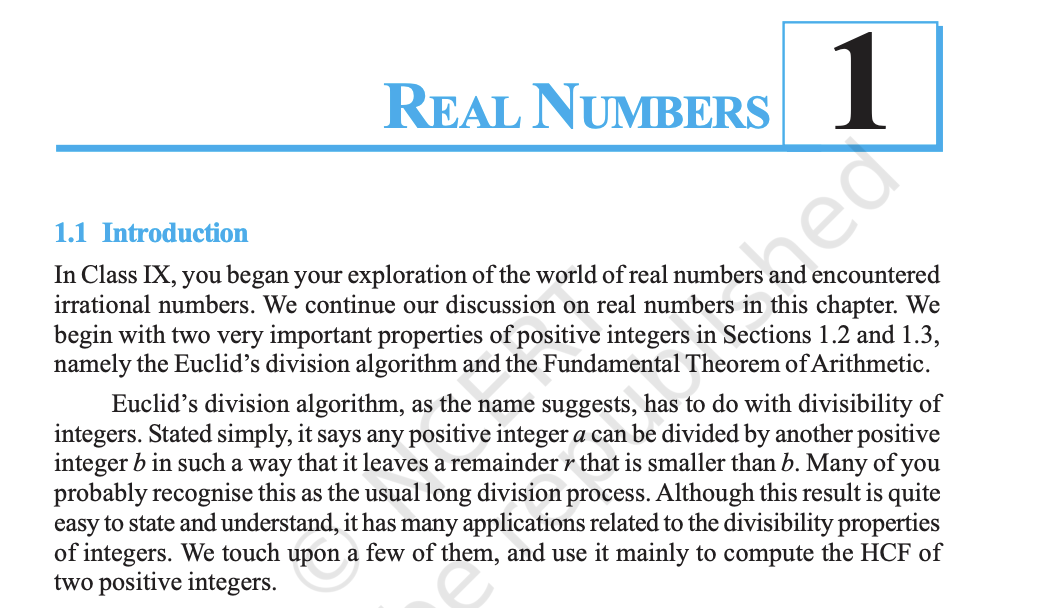 REAL NUMBERS
1
1.1 Introduction
In Class IX, you began your exploration of the world of real numbers and encountered
irrational numbers. We continue our discussion on real numbers in this chapter. We
begin with two very important properties of positive integers in Sections 1.2 and 1.3,
namely the Euclid’s division algorithm and the Fundamental Theorem of Arithmetic.
Euclid’s division algorithm, as the name suggests, has to do with divisibility of
integers. Stated simply, it says any positive integer a can be divided by another positive
integer b in such a way that it leaves a remainder r that is smaller than b. Many of you
probably recognise this as the usual long division process. Although this result is quite
easy to state and understand, it has many applications related to the divisibility properties
of integers. We touch upon a few of them, and use it mainly to compute the HCF of
two positive integers.
© NCERT
be republished